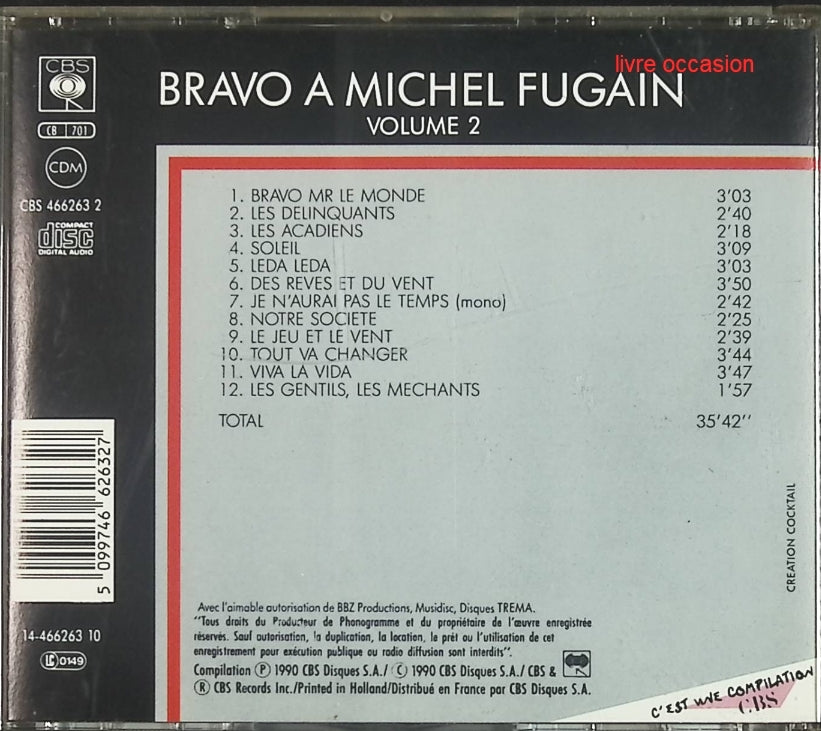 livre occasion
CBS
BRAVO A MICHEL FUGAIN
VOLUME 2
CB 701
CDM
CBS 466263 2
COMPACT
disc
DIGITAL AUDIO
1. BRAVO MR LE MONDE 3'03
2. LES DELINQUANTS 2'40
3. LES ACADIENS 2'18
4. SOLEIL 3'09
5. LEDA LEDA 3'03
6. DES REVES ET DU VENT 3'50
7. JE N'AURAI PAS LE TEMPS (mono) 2'42
8. NOTRE SOCIETE 2'25
9. LE JEU ET LE VENT 2'39
10. TOUT VA CHANGER 3'44
11. VIVA LA VIDA 3'47
12. LES GENTILS, LES MECHANTS 1'57
TOTAL 35'42''
5 099746 626327
CREATION COCKTAIL
14-466263 10
LC 0149
Avec l'aimable autorisation de BBZ Productions, Musidisc, Disques TREMA.
"Tous droits du Producteur de Phonogramme et du propriétaire de l'œuvre enregistrée
réservés. Sauf autorisation, la duplication, la location, le prêt ou l'utilisation de cet
enregistrement pour exécution publique ou radio diffusion sont interdits".
Compilation Ⓟ 1990 CBS Disques S.A./ © 1990 CBS Disques S.A./ CBS &
® CBS Records Inc./Printed in Holland/Distribué en France par CBS Disques S.A.
C'EST UNE COMPILATION
CBS